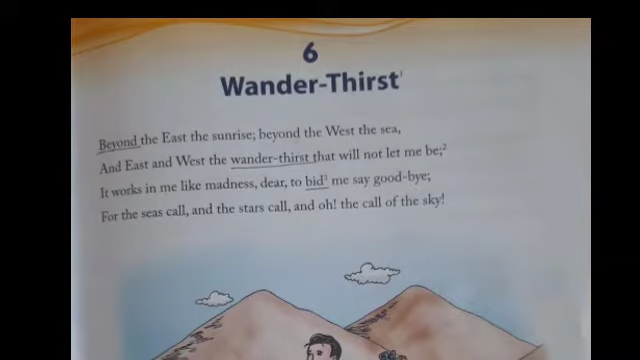 6
Wander-Thirst¹
Beyond the East the sunrise; beyond the West the sea,
And East and West the wander-thirst that will not let me be;²
It works in me like madness, dear, to bid³ me say good-bye;
For the seas call, and the stars call, and oh! the call of the sky!